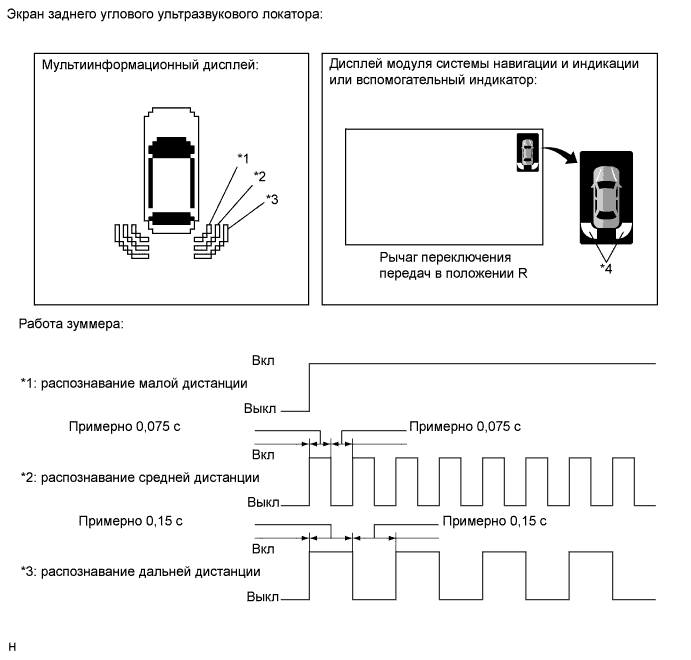 Экран заднего углового ультразвукового локатора:
Мультиинформационный дисплей:
*1
*2
*3
Дисплей модуля системы навигации и индикации
или вспомогательный индикатор:
*4
Рычаг переключения
передач в положении R
Работа зуммера:
Вкл
*1: распознавание малой дистанции
Выкл
Примерно 0,075 с
Примерно 0,075 с
Вкл
*2: распознавание средней дистанции
Выкл
Примерно 0,15 с
Примерно 0,15 с
Вкл
*3: распознавание дальней дистанции
Выкл
H